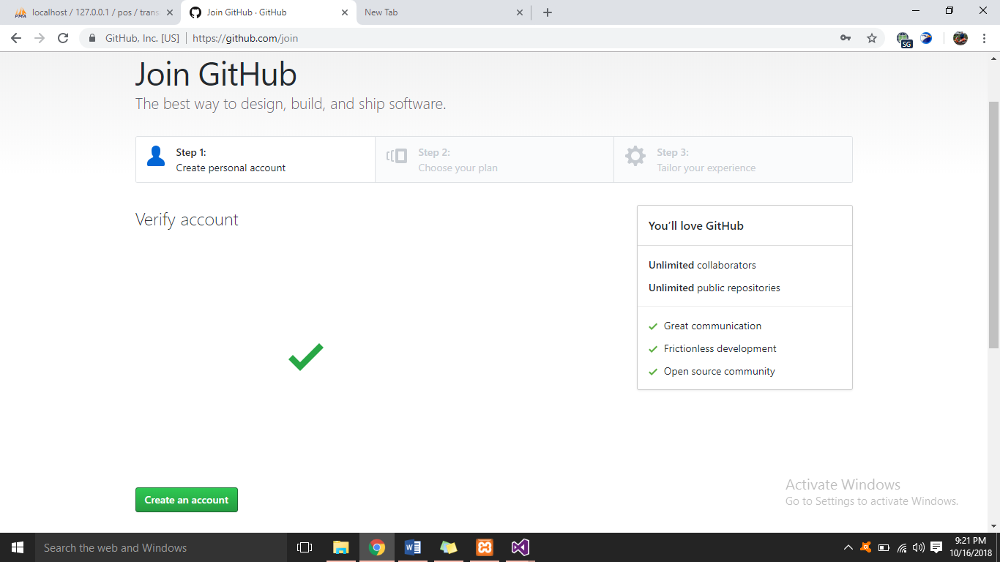 PMA
localhost / 127.0.0.1 / pos / trans
Join GitHub · GitHub
New Tab
GitHub, Inc. [US]
https://github.com/join
SG
Join GitHub
The best way to design, build, and ship software.
Step 1:
Create personal account
Step 2:
Choose your plan
Step 3:
Tailor your experience
Verify account
You'll love GitHub
Unlimited collaborators
Unlimited public repositories
Great communication
Frictionless development
Open source community
Create an account
Activate Windows
Go to Settings to activate Windows.
Search the web and Windows
9:21 PM
10/16/2018